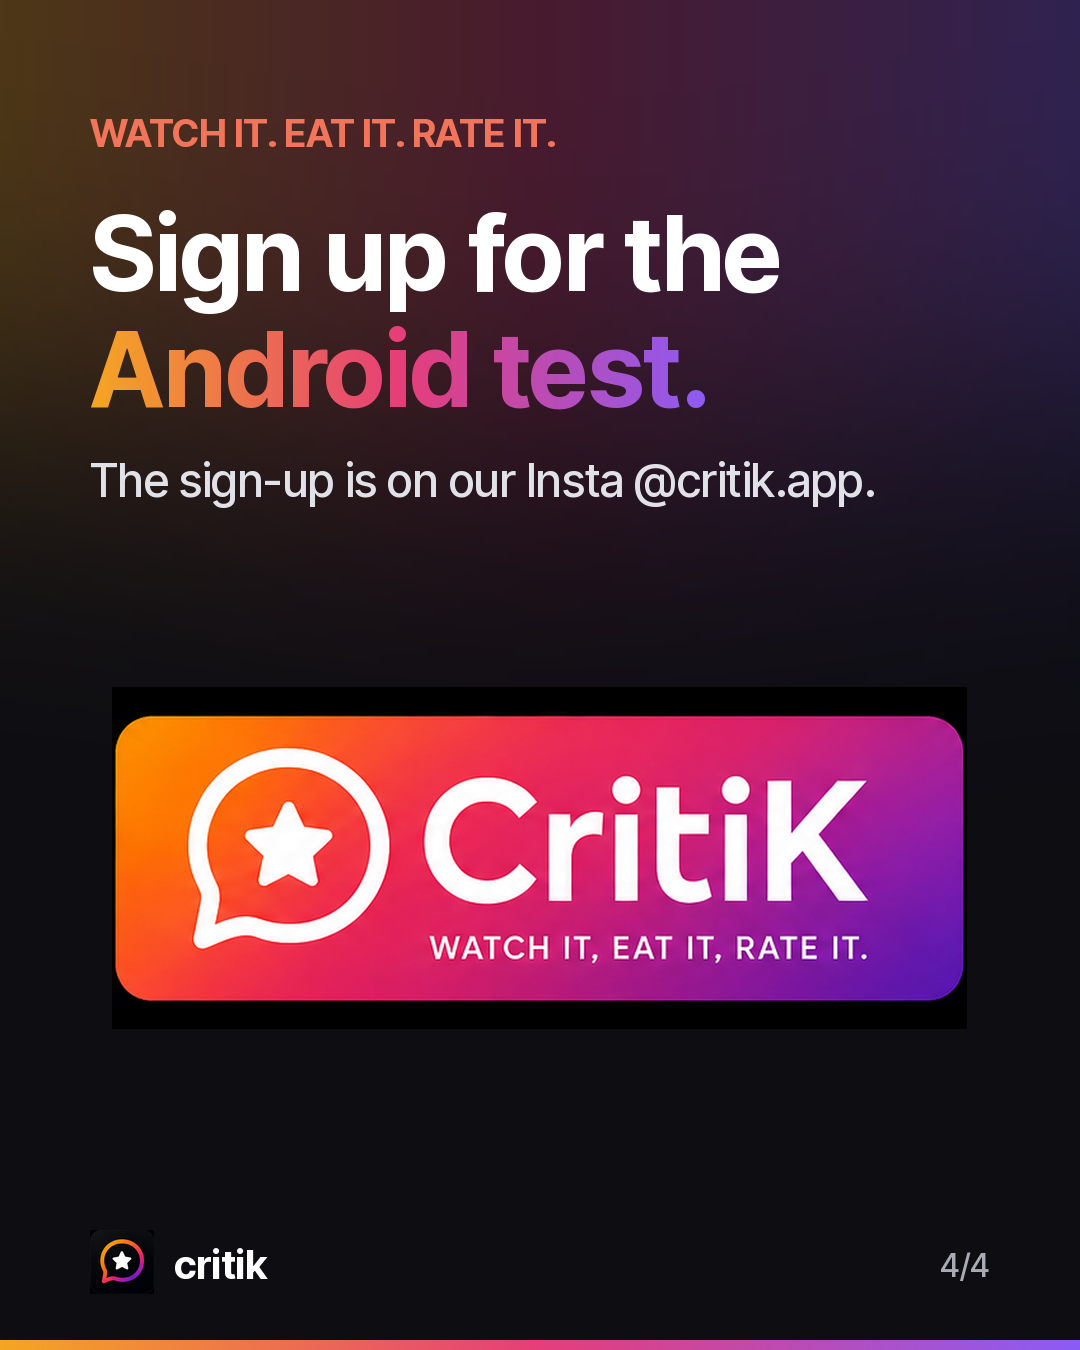 WATCH IT. EAT IT. RATE IT.
Sign up for the
Android test.
The sign-up is on our Insta @critik.app.
CritiK
WATCH IT, EAT IT, RATE IT.
critik
4/4